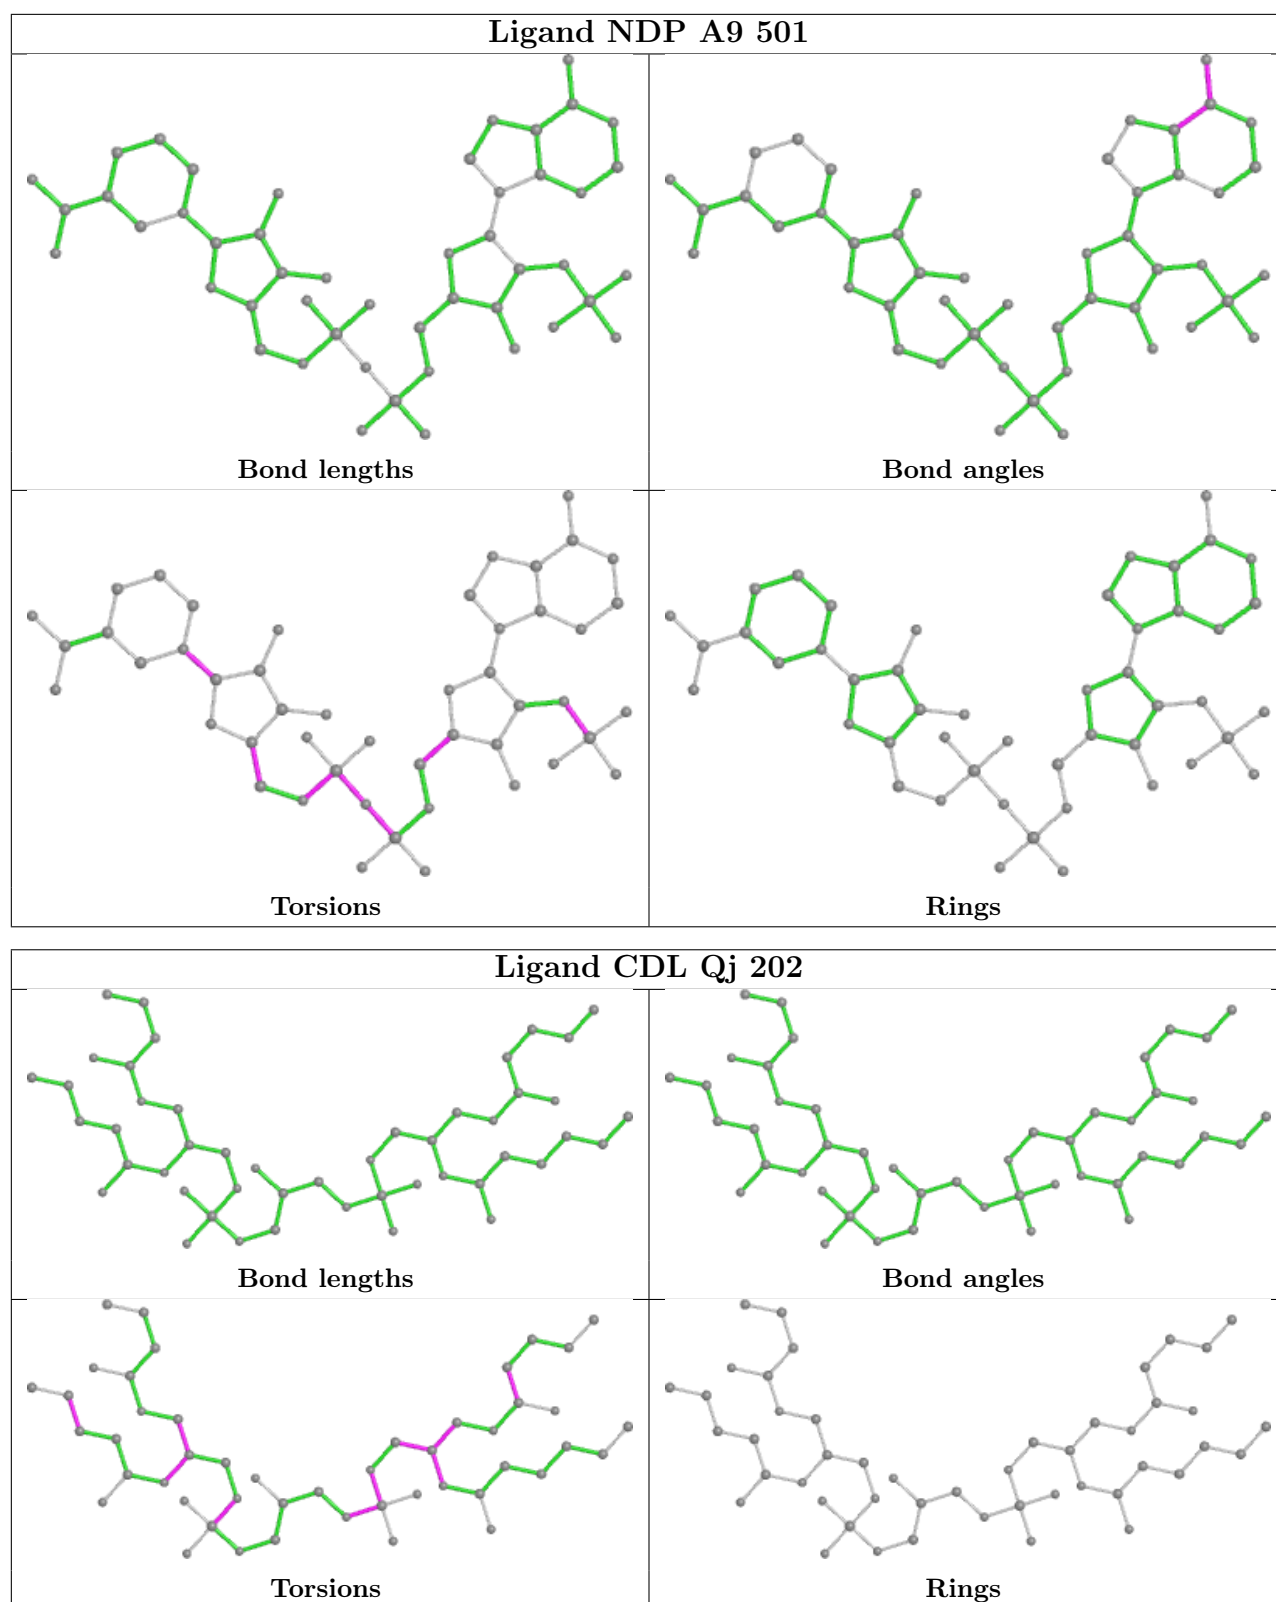 Ligand NDP A9 501
Bond lengths
Bond angles
Torsions
Rings
Ligand CDL Qj 202
Bond lengths
Bond angles
Torsions
Rings